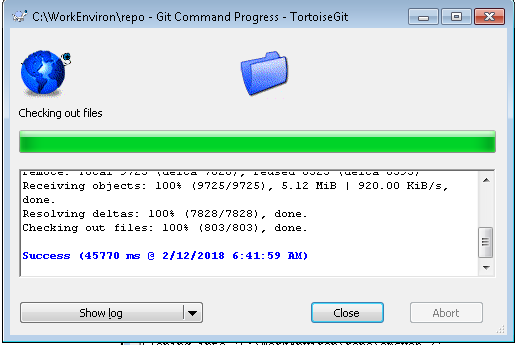 C:\WorkEnviron\repo - Git Command Progress - TortoiseGit
Checking out files
remote: Total 9725 (delta 7828), reused
Receiving objects: 100% (9725/9725), 5.12 MiB | 920.00 KiB/s,
done.
Resolving deltas: 100% (7828/7828), done.
Checking out files: 100% (803/803), done.
Success (45770 ms @ 2/12/2018 6:41:59 AM)
Show log
Close
Abort